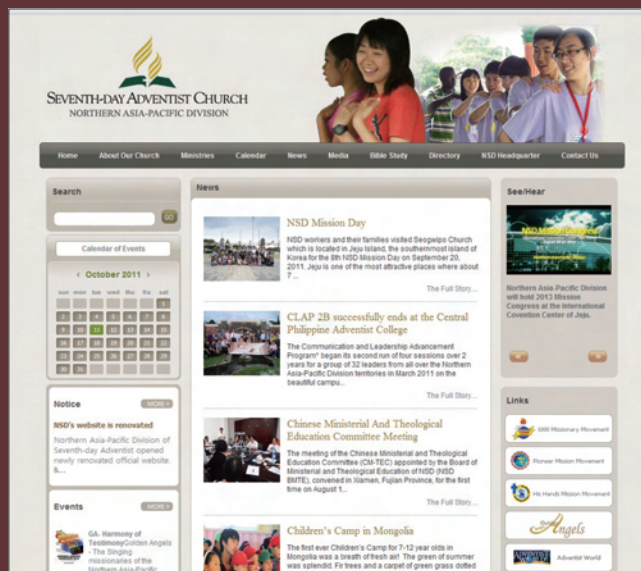 SEVENTH-DAY ADVENTIST CHURCH
NORTHERN ASIA-PACIFIC DIVISION
Home About Our Church Ministries Calendar News Media Bible Study Directory NSD Headquarter Contact Us
Search
GO
Calendar of Events
October 2011
sun mon tue wed thu fri sat
1
2 3 4 5 6 7 8
9 10 11 12 13 14 15
16 17 18 19 20 21 22
23 24 25 26 27 28 29
30 31
Notice MORE
NSD's website is renovated
Northern Asia-Pacific Division of
Seventh-day Adventist opened
newly renovated official website.
&...
Events MORE
GA- Harmony of
TestimonyGolden Angels
- The Singing
missionaries of the
Northern Asia-Pacific
News
NSD Mission Day
NSD workers and their families visited Seogwipo Church
which is located in Jeju Island, the southernmost island of
Korea for the 8th NSD Mission Day on September 20,
2011. Jeju is one of the most attractive places where about
7 ...
The Full Story...
CLAP 2B successfully ends at the Central
Philippine Adventist College
The Communication and Leadership Advancement
Program* began its second run of four sessions over 2
years for a group of 32 leaders from all over the Northern
Asia-Pacific Division territories in March 2011 on the
beautiful campu...
The Full Story...
Chinese Ministerial And Theological
Education Committee Meeting
The meeting of the Chinese Ministerial and Theological
Education Committee (CM-TEC) appointed by the Board of
Ministerial and Theological Education of NSD (NSD
BMTE), convened in Xiamen, Fujian Province, for the first
time on August 1...
The Full Story...
Children's Camp in Mongolia
The first ever Children's Camp for 7-12 year olds in
Mongolia was a breath of fresh air! The green of summer
was splendid. Fir trees and a carpet of green grass dotted
See/Hear
NSD Mission Congress
Northern Asia-Pacific Division
will hold 2013 Mission
Congress at the International
Covention Center of Jeju.
Links
1000 Missionary Movement
Pioneer Mission Movement
His Hands Mission Movement
Golden Angels
ADVENTIST WORLD Adventist World